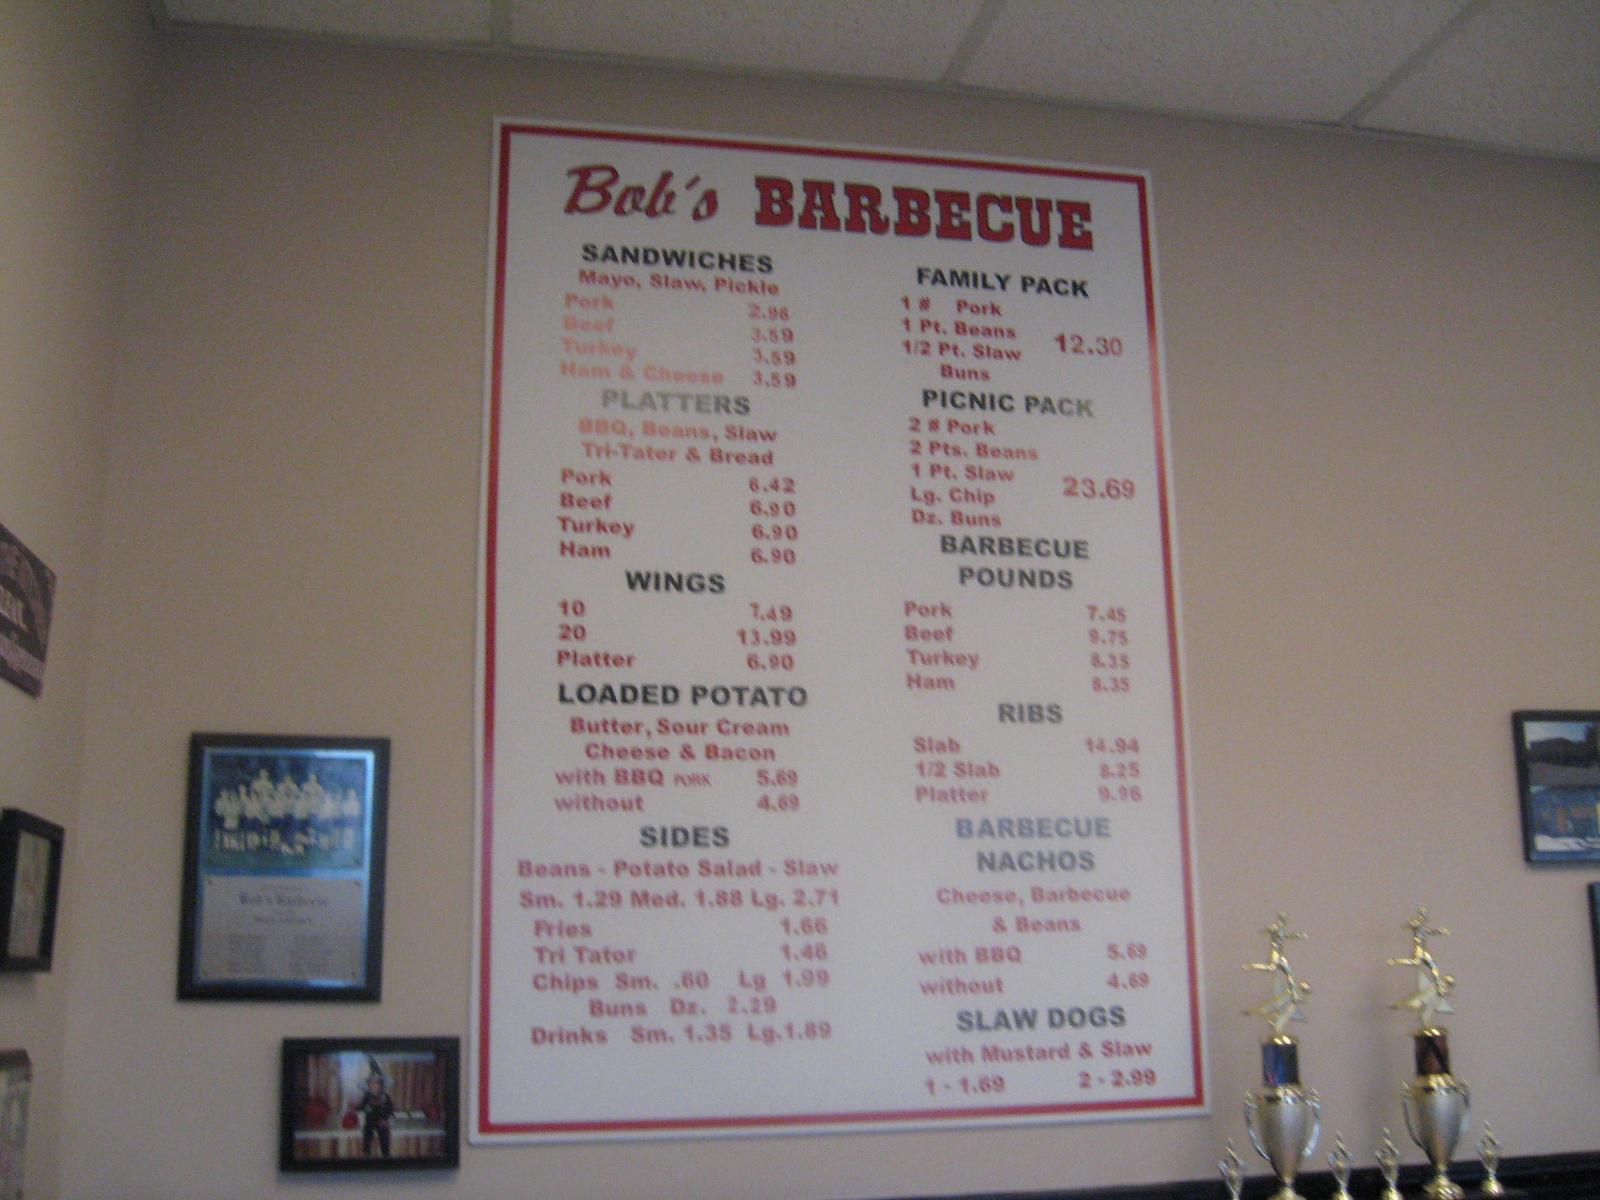 Bob's BARBECUE
SANDWICHES
Mayo, Slaw, Pickle
Pork 2.96
Beef 3.59
Turkey 3.59
Ham & Cheese 3.59
PLATTERS
BBQ, Beans, Slaw
Tri-Tater & Bread
Pork 6.42
Beef 6.90
Turkey 6.90
Ham 6.90
WINGS
10 7.49
20 13.99
Platter 6.90
LOADED POTATO
Butter, Sour Cream
Cheese & Bacon
with BBQ PORK 5.69
without 4.69
SIDES
Beans - Potato Salad - Slaw
Sm. 1.29 Med. 1.88 Lg. 2.71
Fries 1.66
Tri Tator 1.46
Chips Sm. .60 Lg 1.99
Buns Dz. 2.29
Drinks Sm. 1.35 Lg.1.89
FAMILY PACK
1 # Pork
1 Pt. Beans
1/2 Pt. Slaw 12.30
Buns
PICNIC PACK
2 # Pork
2 Pts. Beans
1 Pt. Slaw
Lg. Chip 23.69
Dz. Buns
BARBECUE
POUNDS
Pork 7.45
Beef 9.75
Turkey 8.35
Ham 8.35
RIBS
Slab 14.94
1/2 Slab 8.25
Platter 9.96
BARBECUE
NACHOS
Cheese, Barbecue
& Beans
with BBQ 5.69
without 4.69
SLAW DOGS
with Mustard & Slaw
1 - 1.69 2 - 2.99
Bob's Barbecue